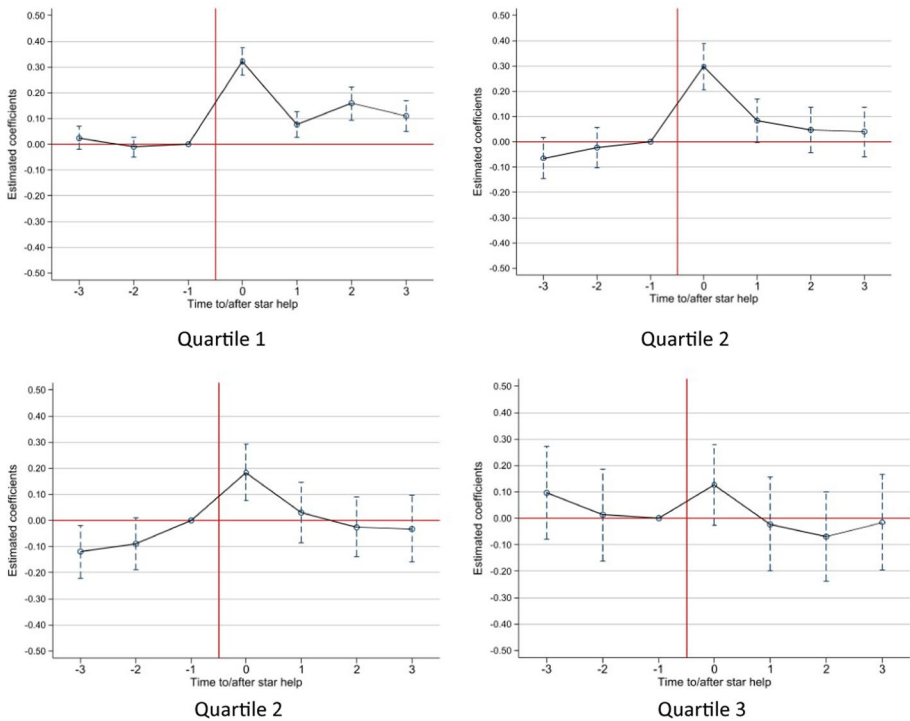 Estimated coefficients
0.50
0.40
0.30
0.20
0.10
0.00
-0.10
-0.20
-0.30
-0.40
-0.50
-3 -2 -1 0 1 2 3
Time to/after star help
Quartile 1
Estimated coefficients
0.50
0.40
0.30
0.20
0.10
0.00
-0.10
-0.20
-0.30
-0.40
-0.50
-3 -2 -1 0 1 2 3
Time to/after star help
Quartile 2
Estimated coefficients
0.50
0.40
0.30
0.20
0.10
0.00
-0.10
-0.20
-0.30
-0.40
-0.50
-3 -2 -1 0 1 2 3
Time to/after star help
Quartile 2
Estimated coefficients
0.50
0.40
0.30
0.20
0.10
0.00
-0.10
-0.20
-0.30
-0.40
-0.50
-3 -2 -1 0 1 2 3
Time to/after star help
Quartile 3